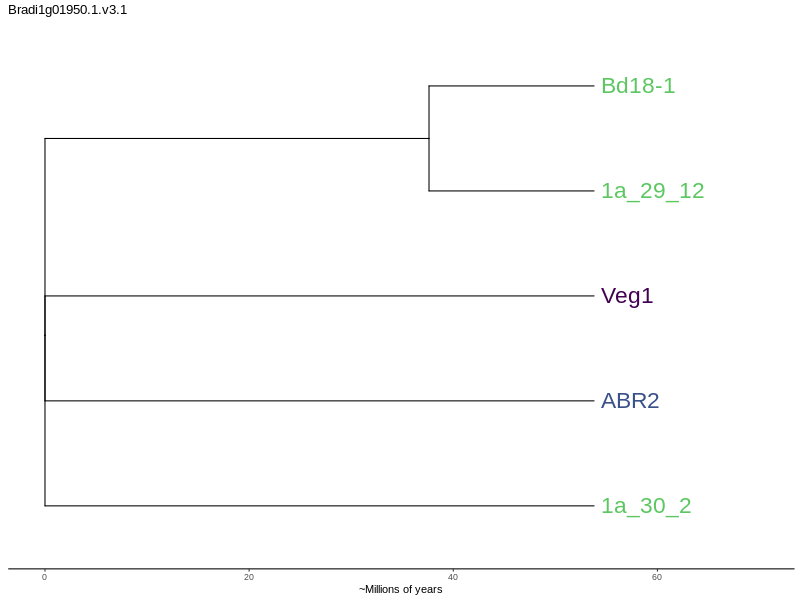 Bradi1g01950.1.v3.1
Bd18-1
1a_29_12
Veg1
ABR2
1a_30_2
0 20 40 60
~Millions of years